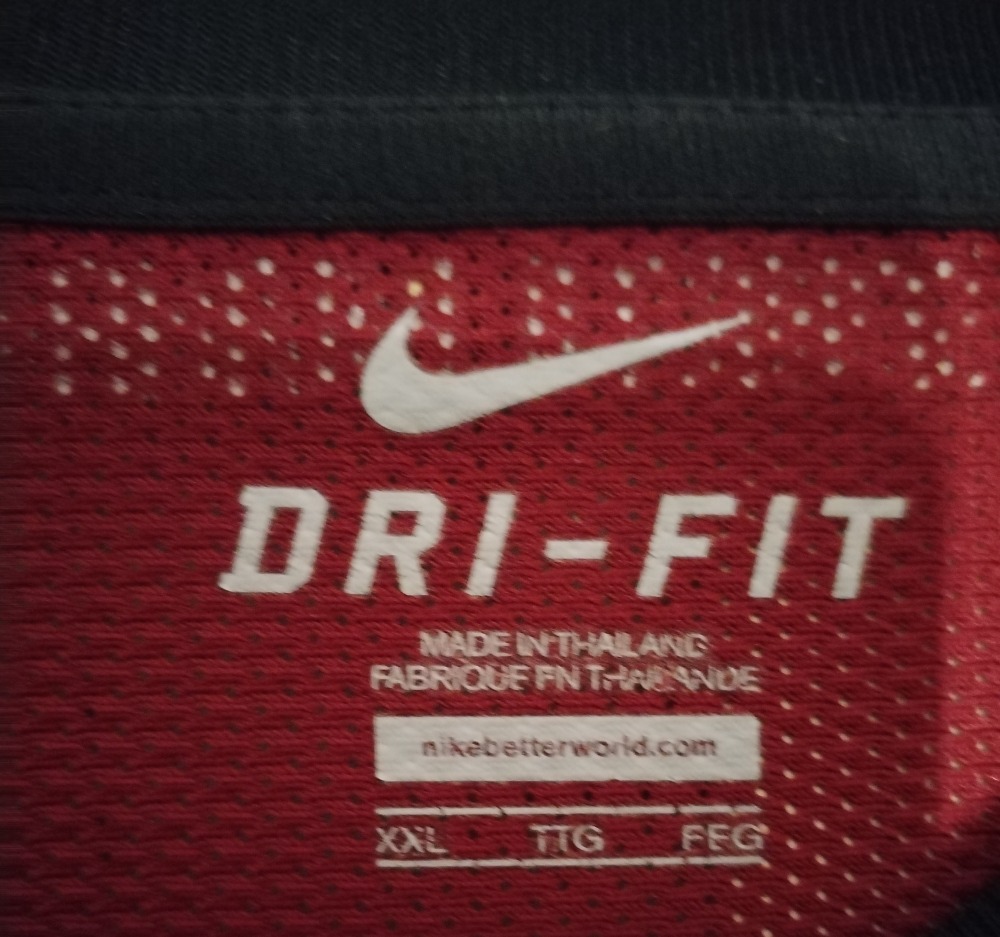 DRI-FIT
MADE IN THAILAND
FABRIQUE EN THAILANDE
nikebetterworld.com
XXL TTG EEG